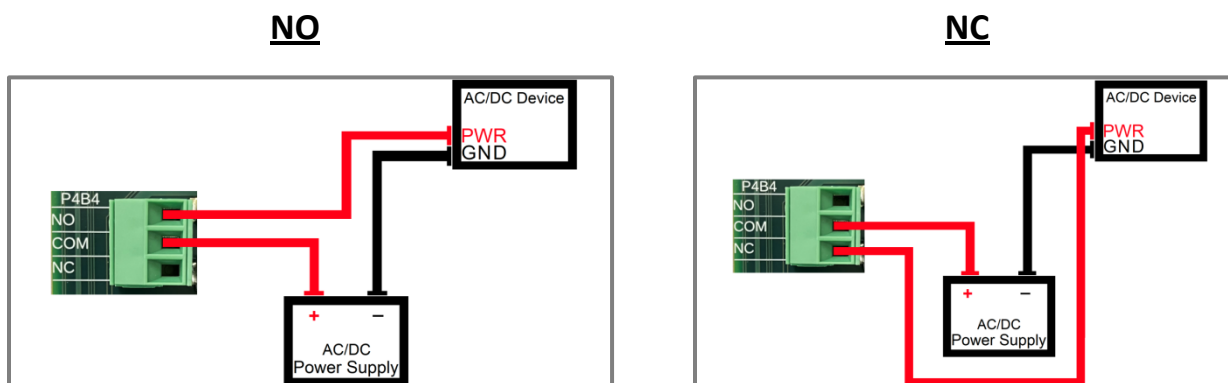 NO
AC/DC Device
PWR
GND
P4B4
NO
COM
NC
+ −
AC/DC
Power Supply
NC
AC/DC Device
PWR
GND
P4B4
NO
COM
NC
+ −
AC/DC
Power Supply